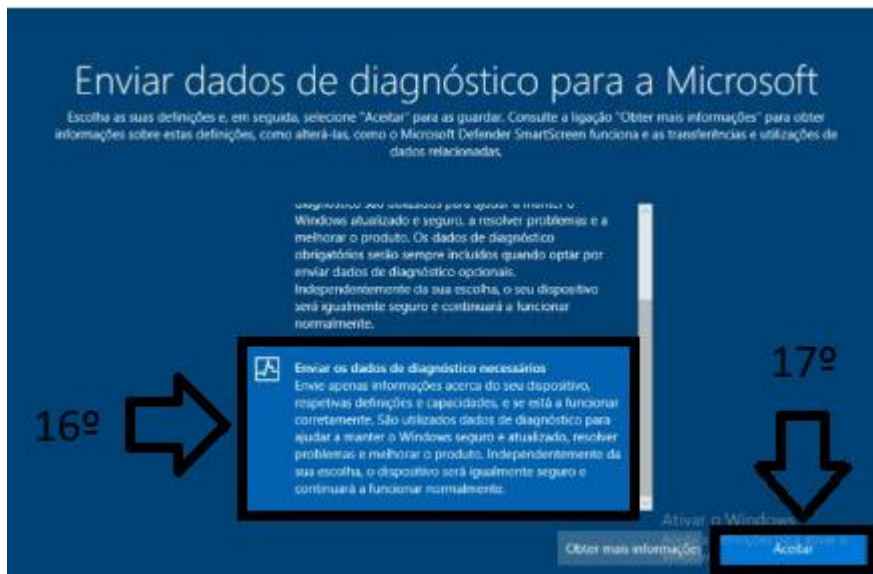 Enviar dados de diagnóstico para a Microsoft
Escolha as suas definições e, em seguida, selecione "Aceitar" para as guardar. Consulte a ligação "Obter mais informações" para obter
informações sobre estas definições, como alterá-las, como o Microsoft Defender SmartScreen funciona e as transferências e utilizações de
dados relacionadas.
diagnóstico são utilizados para ajudar a manter o
Windows atualizado e seguro, a resolver problemas e a
melhorar o produto. Os dados de diagnóstico
obrigatórios serão sempre incluídos quando optar por
enviar dados de diagnóstico opcionais.
Independentemente da sua escolha, o seu dispositivo
será igualmente seguro e continuará a funcionar
normalmente.
16º
Enviar os dados de diagnóstico necessários
Envie apenas informações acerca do seu dispositivo,
respetivas definições e capacidades, e se está a funcionar
corretamente. São utilizados dados de diagnóstico para
ajudar a manter o Windows seguro e atualizado, resolver
problemas e melhorar o produto. Independentemente da
sua escolha, o dispositivo será igualmente seguro e
continuará a funcionar normalmente.
17º
Ativar o Windows
Obter mais informações
Aceitar